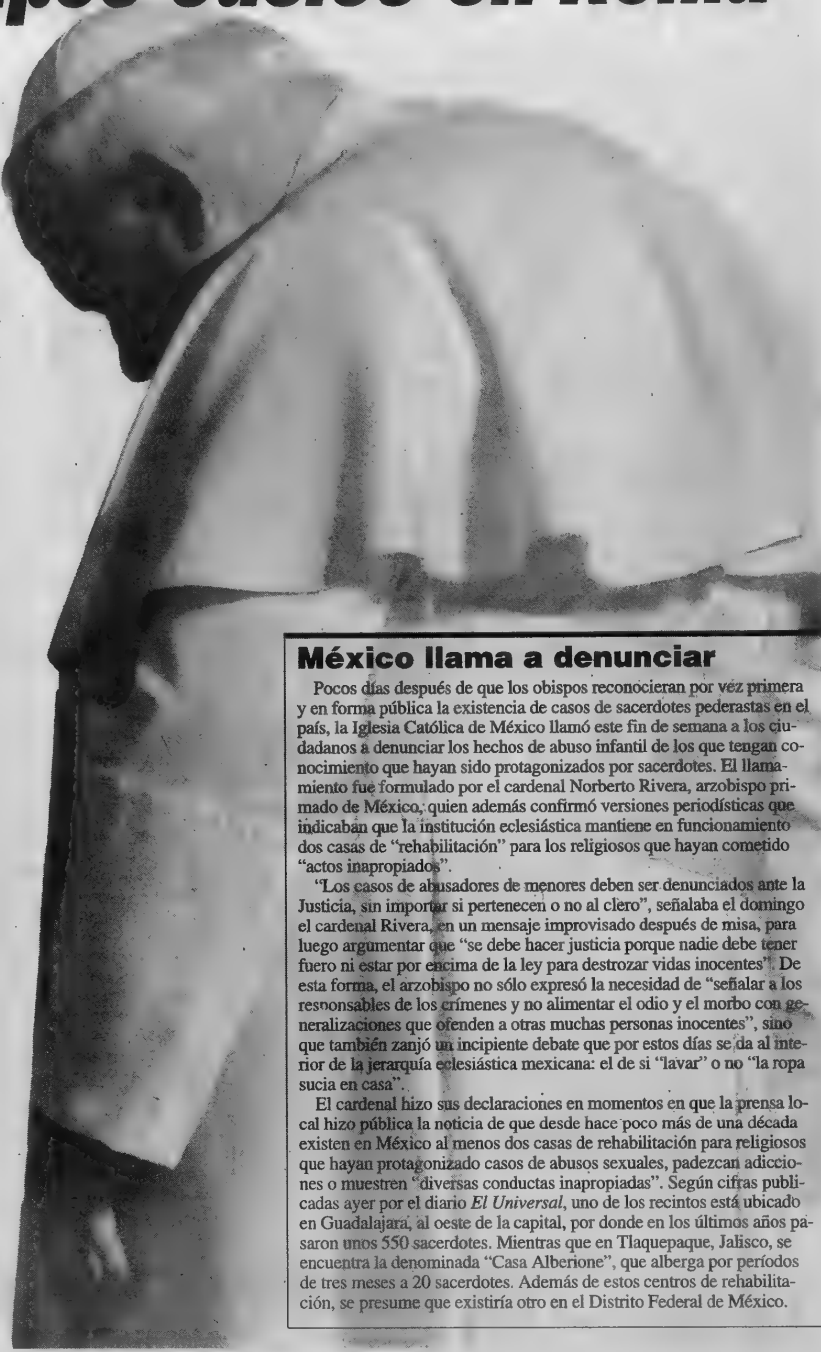 México llama a denunciar
Pocos días después de que los obispos reconocieran por vez primera
y en forma pública la existencia de casos de sacerdotes pederastas en el
país, la Iglesia Católica de México llamó este fin de semana a los ciu-
dadanos a denunciar los hechos de abuso infantil de los que tengan co-
nocimiento que hayan sido protagonizados por sacerdotes. El llama-
miento fue formulado por el cardenal Norberto Rivera, arzobispo pri-
mado de México, quien además confirmó versiones periodísticas que
indicaban que la institución eclesiástica mantiene en funcionamiento
dos casas de “rehabilitación” para los religiosos que hayan cometido
“actos inapropiados”.
“Los casos de abusadores de menores deben ser denunciados ante la
Justicia, sin importar si pertenecen o no al clero”, señalaba el domingo
el cardenal Rivera, en un mensaje improvisado después de misa, para
luego argumentar que “se debe hacer justicia porque nadie debe tener
fuero ni estar por encima de la ley para destrozar vidas inocentes”. De
esta forma, el arzobispo no sólo expresó la necesidad de “señalar a los
responsables de los crímenes y no alimentar el odio y el morbo con ge-
neralizaciones que ofenden a otras muchas personas inocentes”, sino
que también zanjó un incipiente debate que por estos días se da al inte-
rior de la jerarquía eclesiástica mexicana: el de si “lavar” o no “la ropa
sucia en casa”.
El cardenal hizo sus declaraciones en momentos en que la prensa lo-
cal hizo pública la noticia de que desde hace poco más de una década
existen en México al menos dos casas de rehabilitación para religiosos
que hayan protagonizado casos de abusos sexuales, padezcan adiccio-
nes o muestren “diversas conductas inapropiadas”. Según cifras publi-
cadas ayer por el diario El Universal, uno de los recintos está ubicado
en Guadalajara, al oeste de la capital, por donde en los últimos años pa-
saron unos 550 sacerdotes. Mientras que en Tlaquepaque, Jalisco, se
encuentra la denominada “Casa Alberione”, que alberga por períodos
de tres meses a 20 sacerdotes. Además de estos centros de rehabilita-
ción, se presume que existiría otro en el Distrito Federal de México.